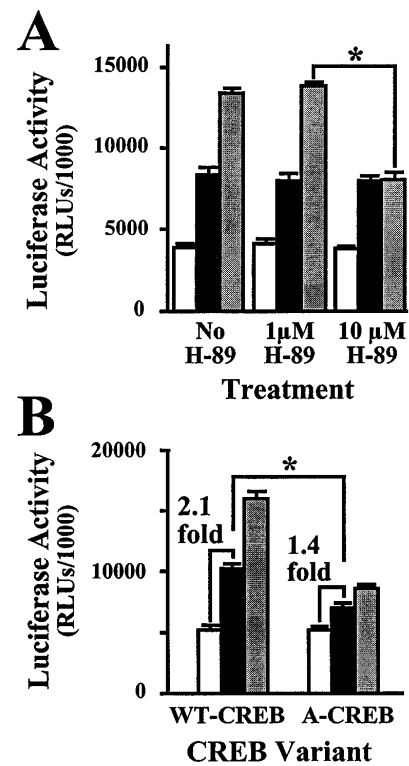 A
Luciferase Activity
(RLUs/1000)
15000
10000
5000
0
*
No
H-89
1µM
H-89
10 µM
H-89
Treatment
B
Luciferase Activity
(RLUs/1000)
20000
10000
0
2.1
fold
*
1.4
fold
WT-CREB
A-CREB
CREB Variant